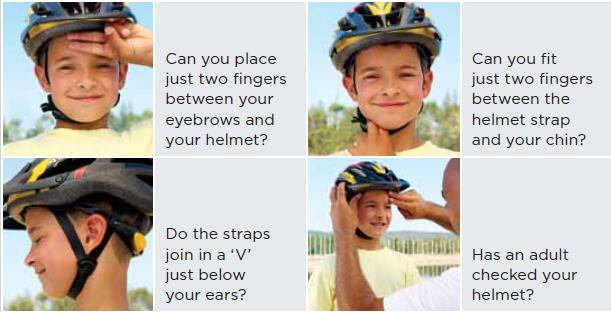 Can you place
just two fingers
between your
eyebrows and
your helmet?
Can you fit
just two fingers
between the
helmet strap
and your chin?
Do the straps
join in a ‘V’
just below
your ears?
Has an adult
checked your
helmet?